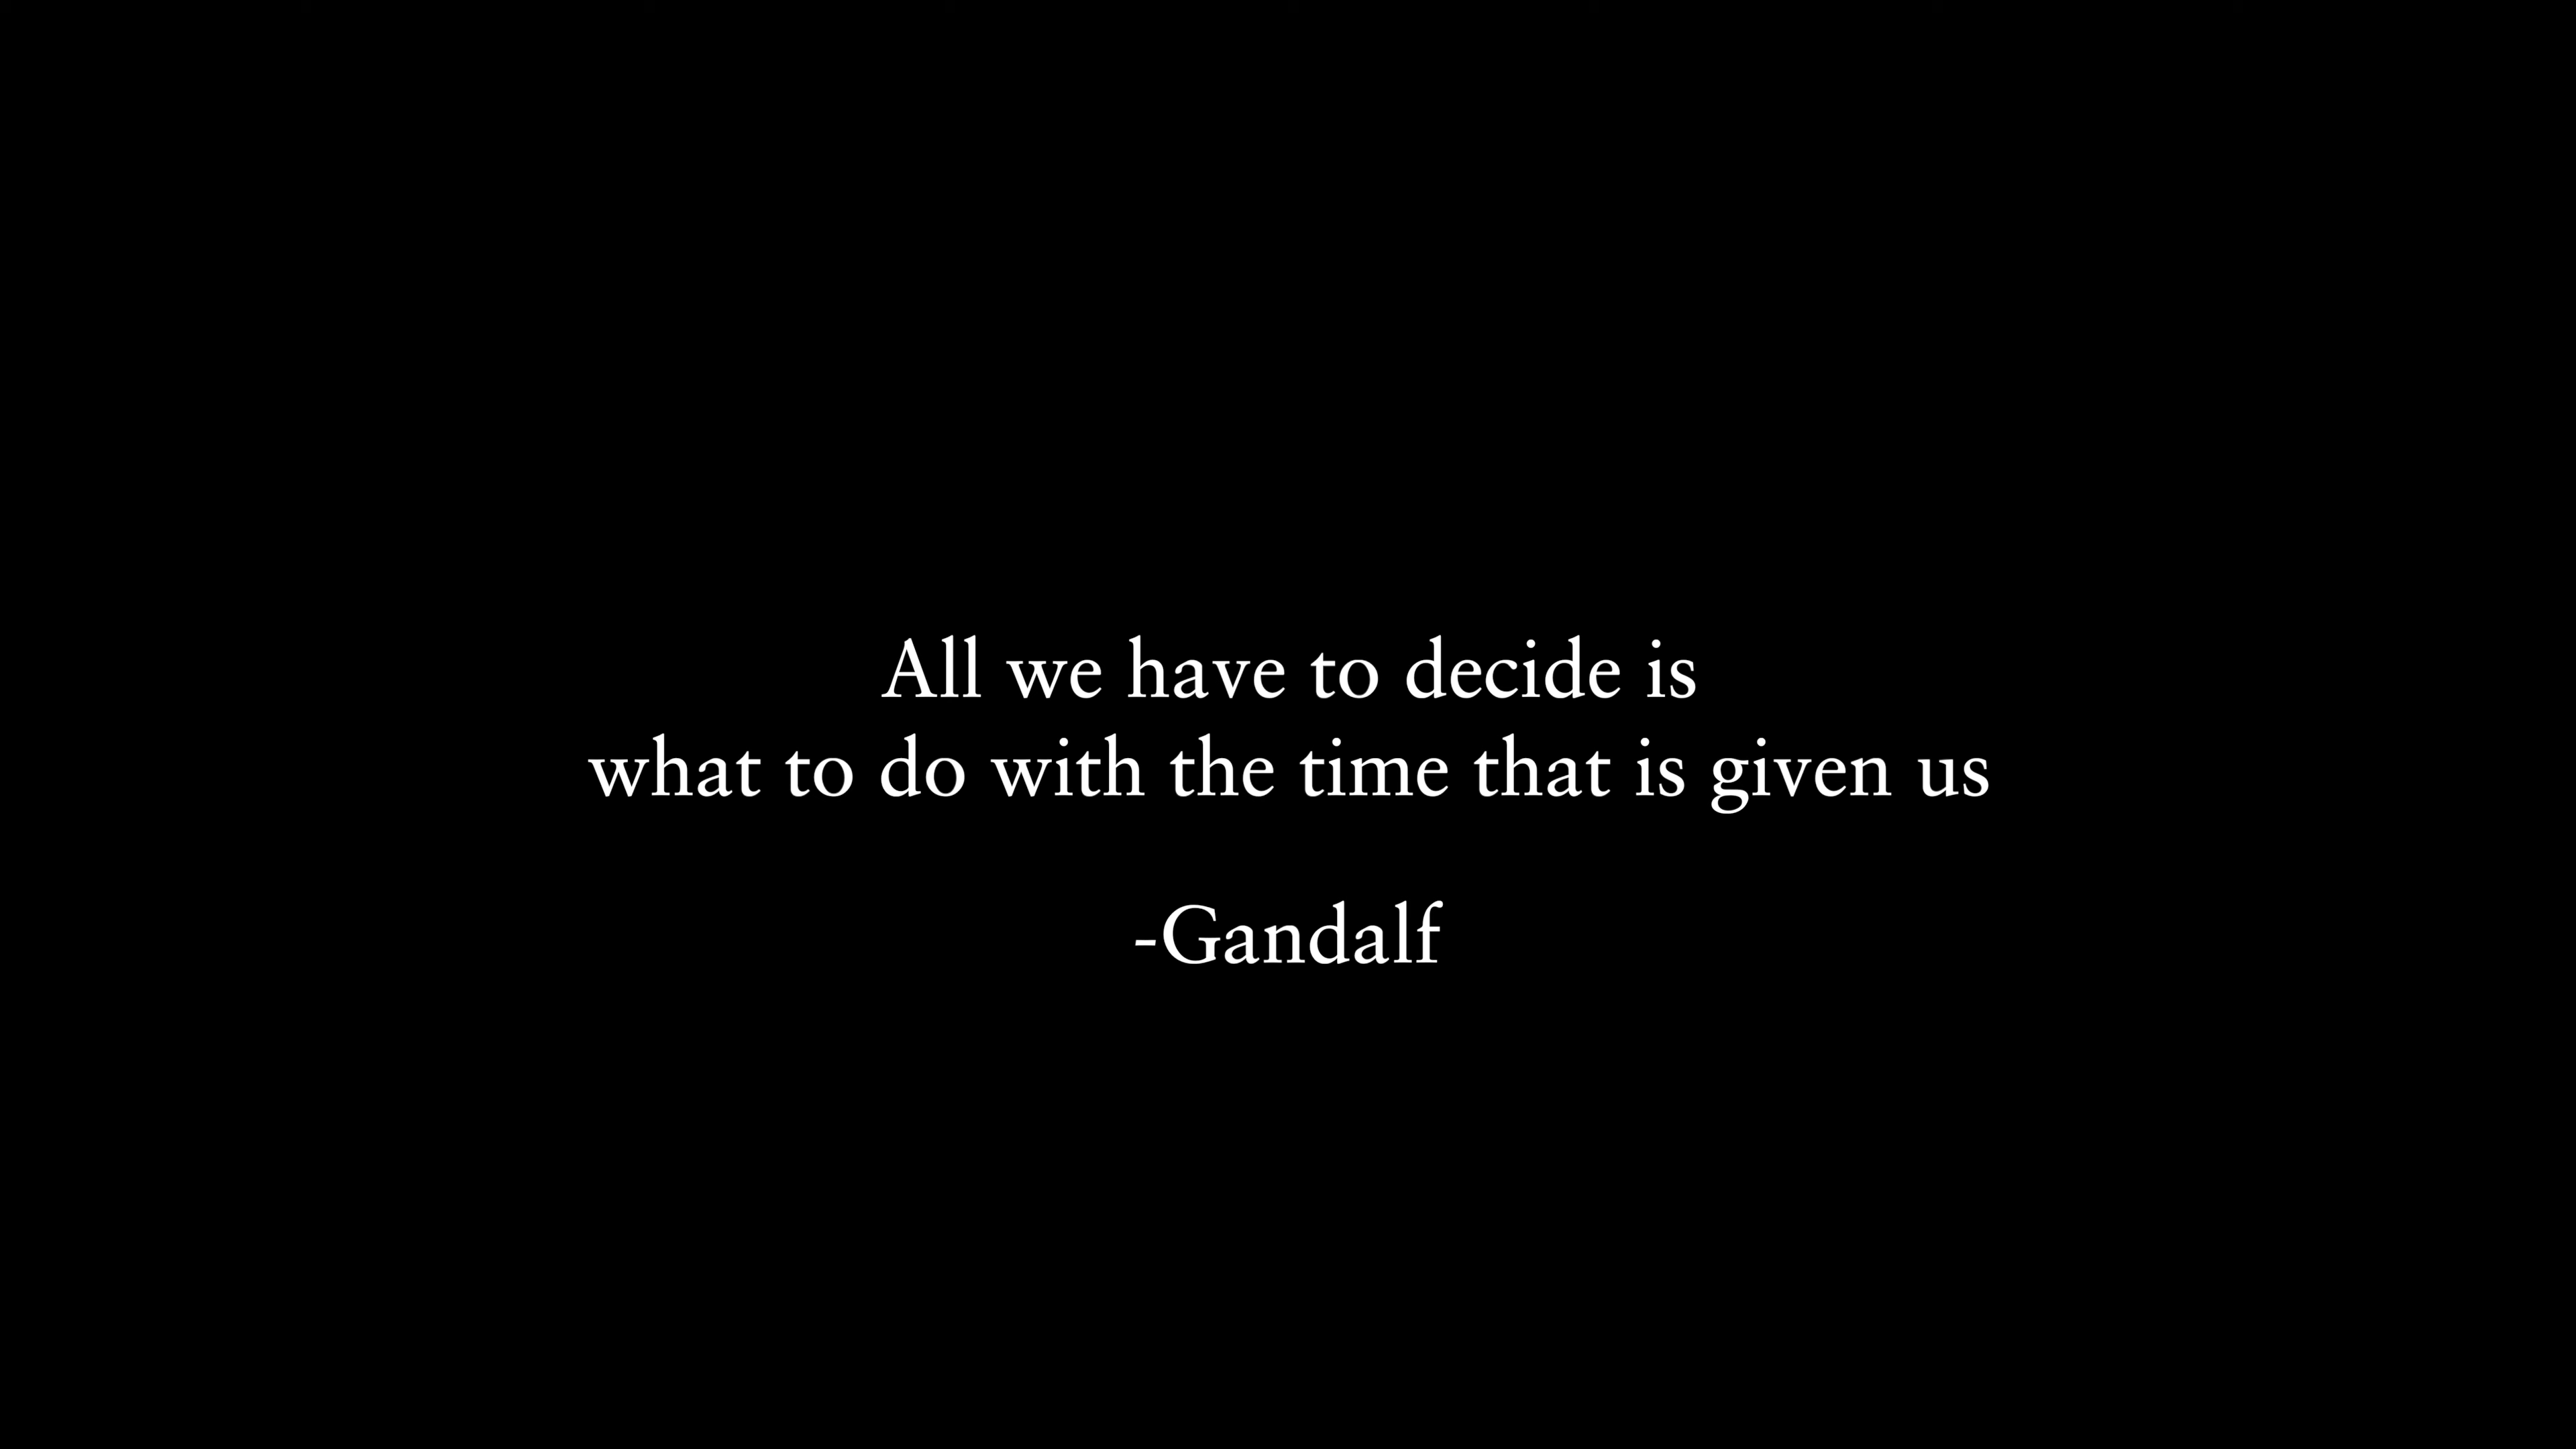 All we have to decide is
what to do with the time that is given us
-Gandalf